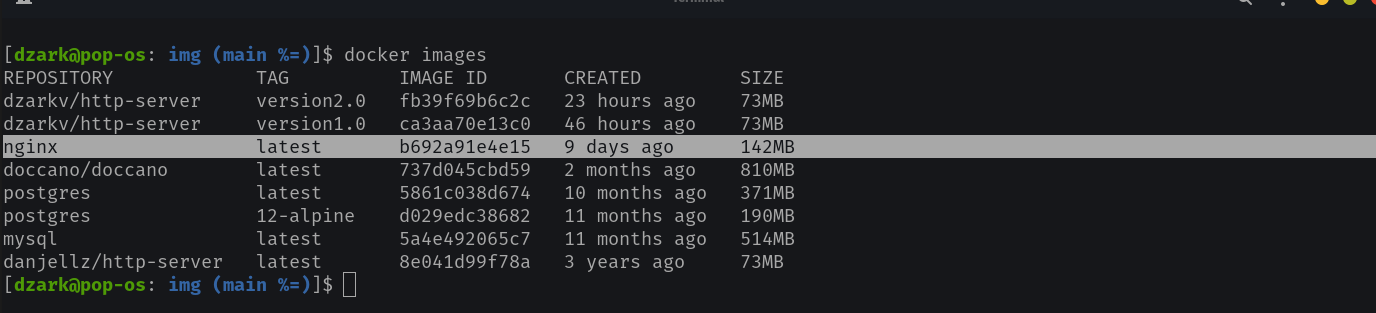 [dzark@pop-os: img (main %=)]$ docker images
REPOSITORY TAG IMAGE ID CREATED SIZE
dzarkv/http-server version2.0 fb39f69b6c2c 23 hours ago 73MB
dzarkv/http-server version1.0 ca3aa70e13c0 46 hours ago 73MB
nginx latest b692a91e4e15 9 days ago 142MB
doccano/doccano latest 737d045cbd59 2 months ago 810MB
postgres latest 5861c038d674 10 months ago 371MB
postgres 12-alpine d029edc38682 11 months ago 190MB
mysql latest 5a4e492065c7 11 months ago 514MB
danjellz/http-server latest 8e041d99f78a 3 years ago 73MB
[dzark@pop-os: img (main %=)]$